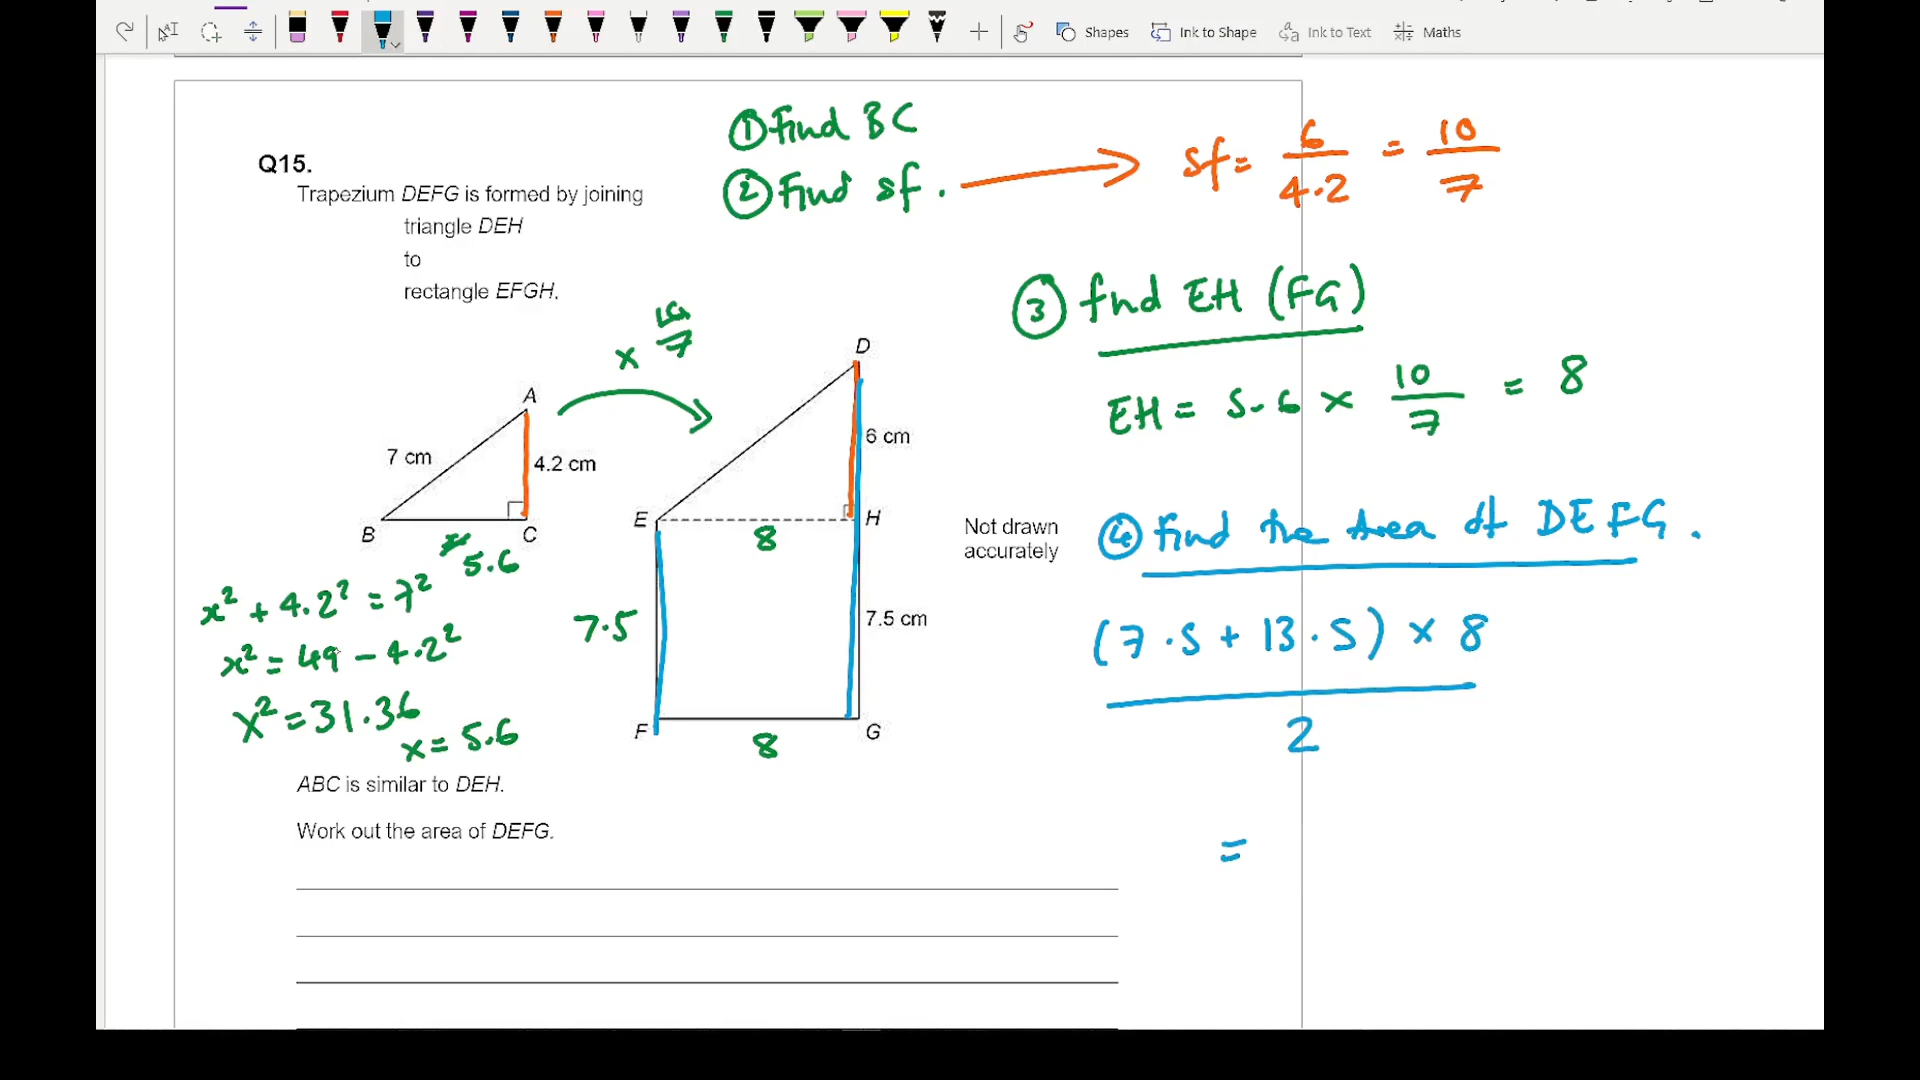 Shapes Ink to Shape Ink to Text Maths
Q15.
Trapezium DEFG is formed by joining
triangle DEH
to
rectangle EFGH.
① Find BC
② Find sf.
sf = 6/4.2 = 10/7
③ find EH (FG)
EH = 5.6 × 10/7 = 8
× 10/7
A
7 cm
4.2 cm
B
C
5.6
D
6 cm
E
H
8
7.5
7.5 cm
F
G
8
Not drawn
accurately
x² + 4.2² = 7²
x² = 49 - 4.2²
x² = 31.36
x = 5.6
④ Find the Area of DEFG.
(7.5 + 13.5) × 8
2
=
ABC is similar to DEH.
Work out the area of DEFG.